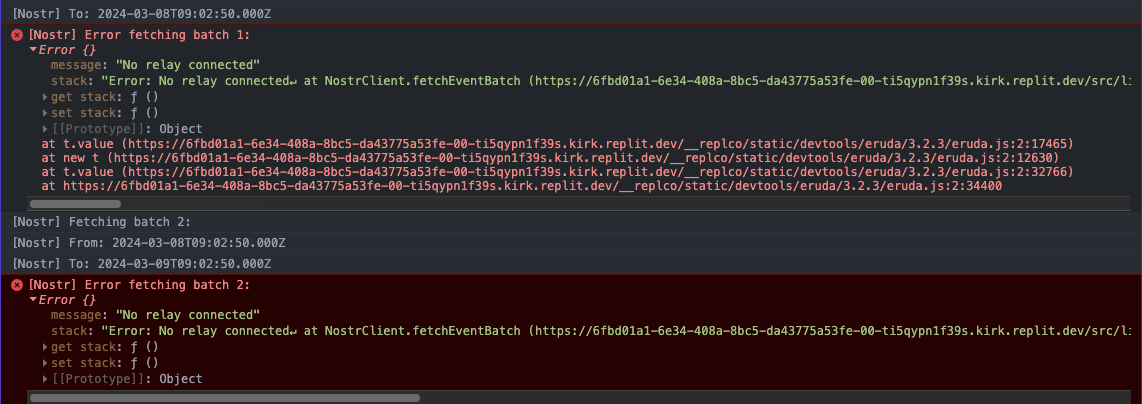 [Nostr] To: 2024-03-08T09:02:50.000Z
[Nostr] Error fetching batch 1:
▼Error {}
message: "No relay connected"
stack: "Error: No relay connected↵ at NostrClient.fetchEventBatch (https://6fbd01a1-6e34-408a-8bc5-da43775a53fe-00-ti5qypn1f39s.kirk.replit.dev/src/li
▶get stack: ƒ ()
▶set stack: ƒ ()
▶[[Prototype]]: Object
at t.value (https://6fbd01a1-6e34-408a-8bc5-da43775a53fe-00-ti5qypn1f39s.kirk.replit.dev/__replco/static/devtools/eruda/3.2.3/eruda.js:2:17465)
at new t (https://6fbd01a1-6e34-408a-8bc5-da43775a53fe-00-ti5qypn1f39s.kirk.replit.dev/__replco/static/devtools/eruda/3.2.3/eruda.js:2:12630)
at t.value (https://6fbd01a1-6e34-408a-8bc5-da43775a53fe-00-ti5qypn1f39s.kirk.replit.dev/__replco/static/devtools/eruda/3.2.3/eruda.js:2:32766)
at https://6fbd01a1-6e34-408a-8bc5-da43775a53fe-00-ti5qypn1f39s.kirk.replit.dev/__replco/static/devtools/eruda/3.2.3/eruda.js:2:34400
[Nostr] Fetching batch 2:
[Nostr] From: 2024-03-08T09:02:50.000Z
[Nostr] To: 2024-03-09T09:02:50.000Z
[Nostr] Error fetching batch 2:
▼Error {}
message: "No relay connected"
stack: "Error: No relay connected↵ at NostrClient.fetchEventBatch (https://6fbd01a1-6e34-408a-8bc5-da43775a53fe-00-ti5qypn1f39s.kirk.replit.dev/src/li
▶get stack: ƒ ()
▶set stack: ƒ ()
▶[[Prototype]]: Object